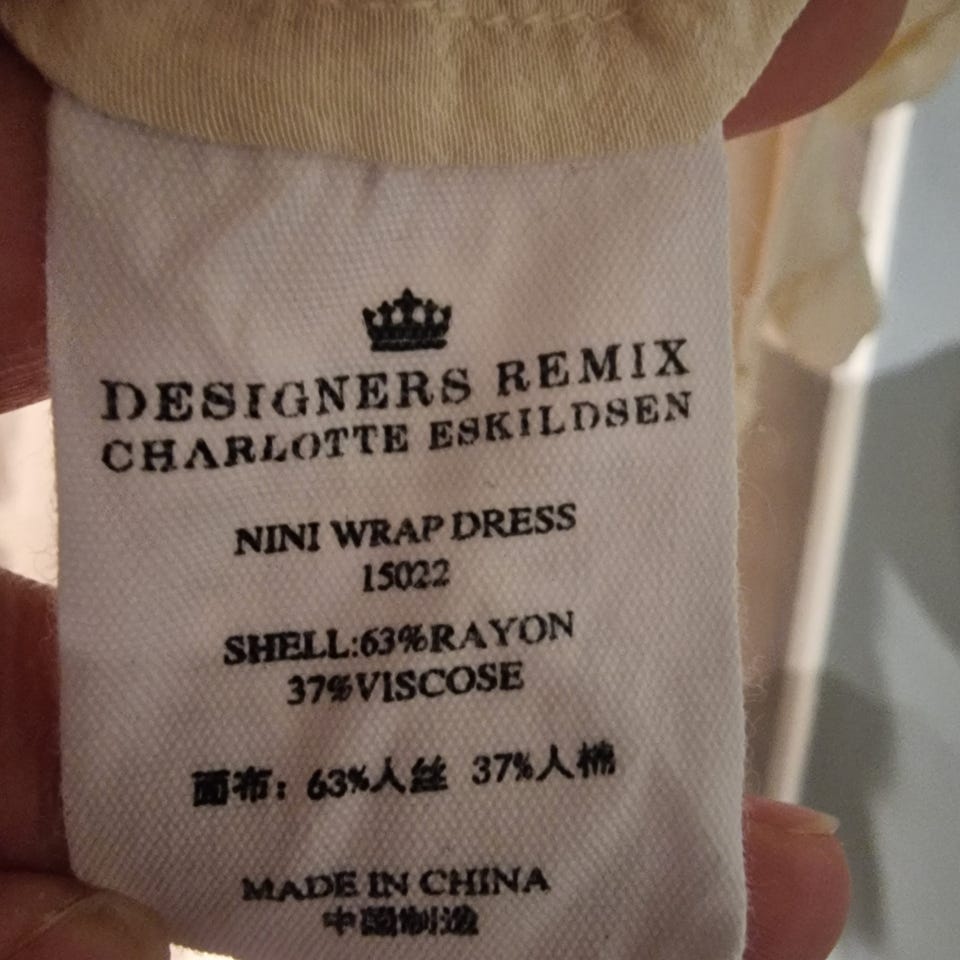 DESIGNERS REMIX
CHARLOTTE ESKILDSEN
NINI WRAP DRESS
15022
SHELL:63%RAYON
37%VISCOSE
面布：63%人丝 37%人棉
MADE IN CHINA
中国制造